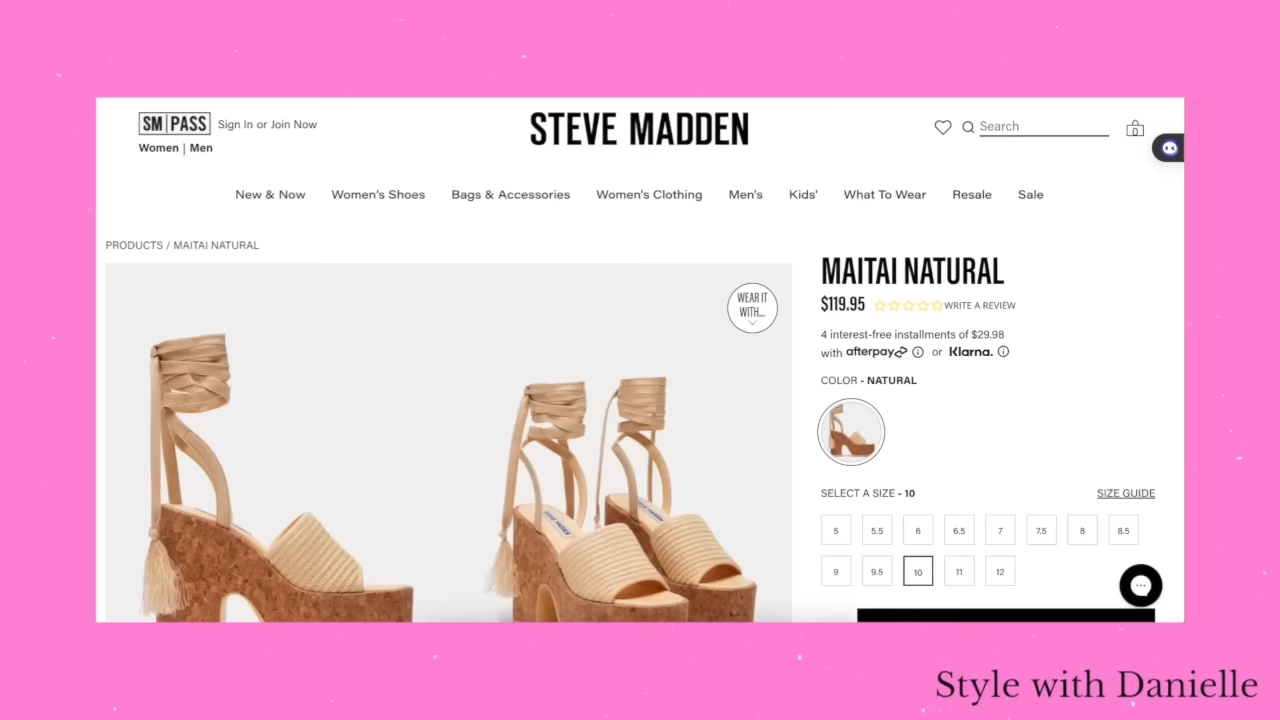 SM|PASS Sign In or Join Now
Women | Men
STEVE MADDEN
Search
0
New & Now Women's Shoes Bags & Accessories Women's Clothing Men's Kids' What To Wear Resale Sale
PRODUCTS / MAITAI NATURAL
WEAR IT
WITH...
MAITAI NATURAL
$119.95 WRITE A REVIEW
4 interest-free installments of $29.98
with afterpay or Klarna.
COLOR - NATURAL
SELECT A SIZE - 10 SIZE GUIDE
5 5.5 6 6.5 7 7.5 8 8.5
9 9.5 10 11 12
Style with Danielle